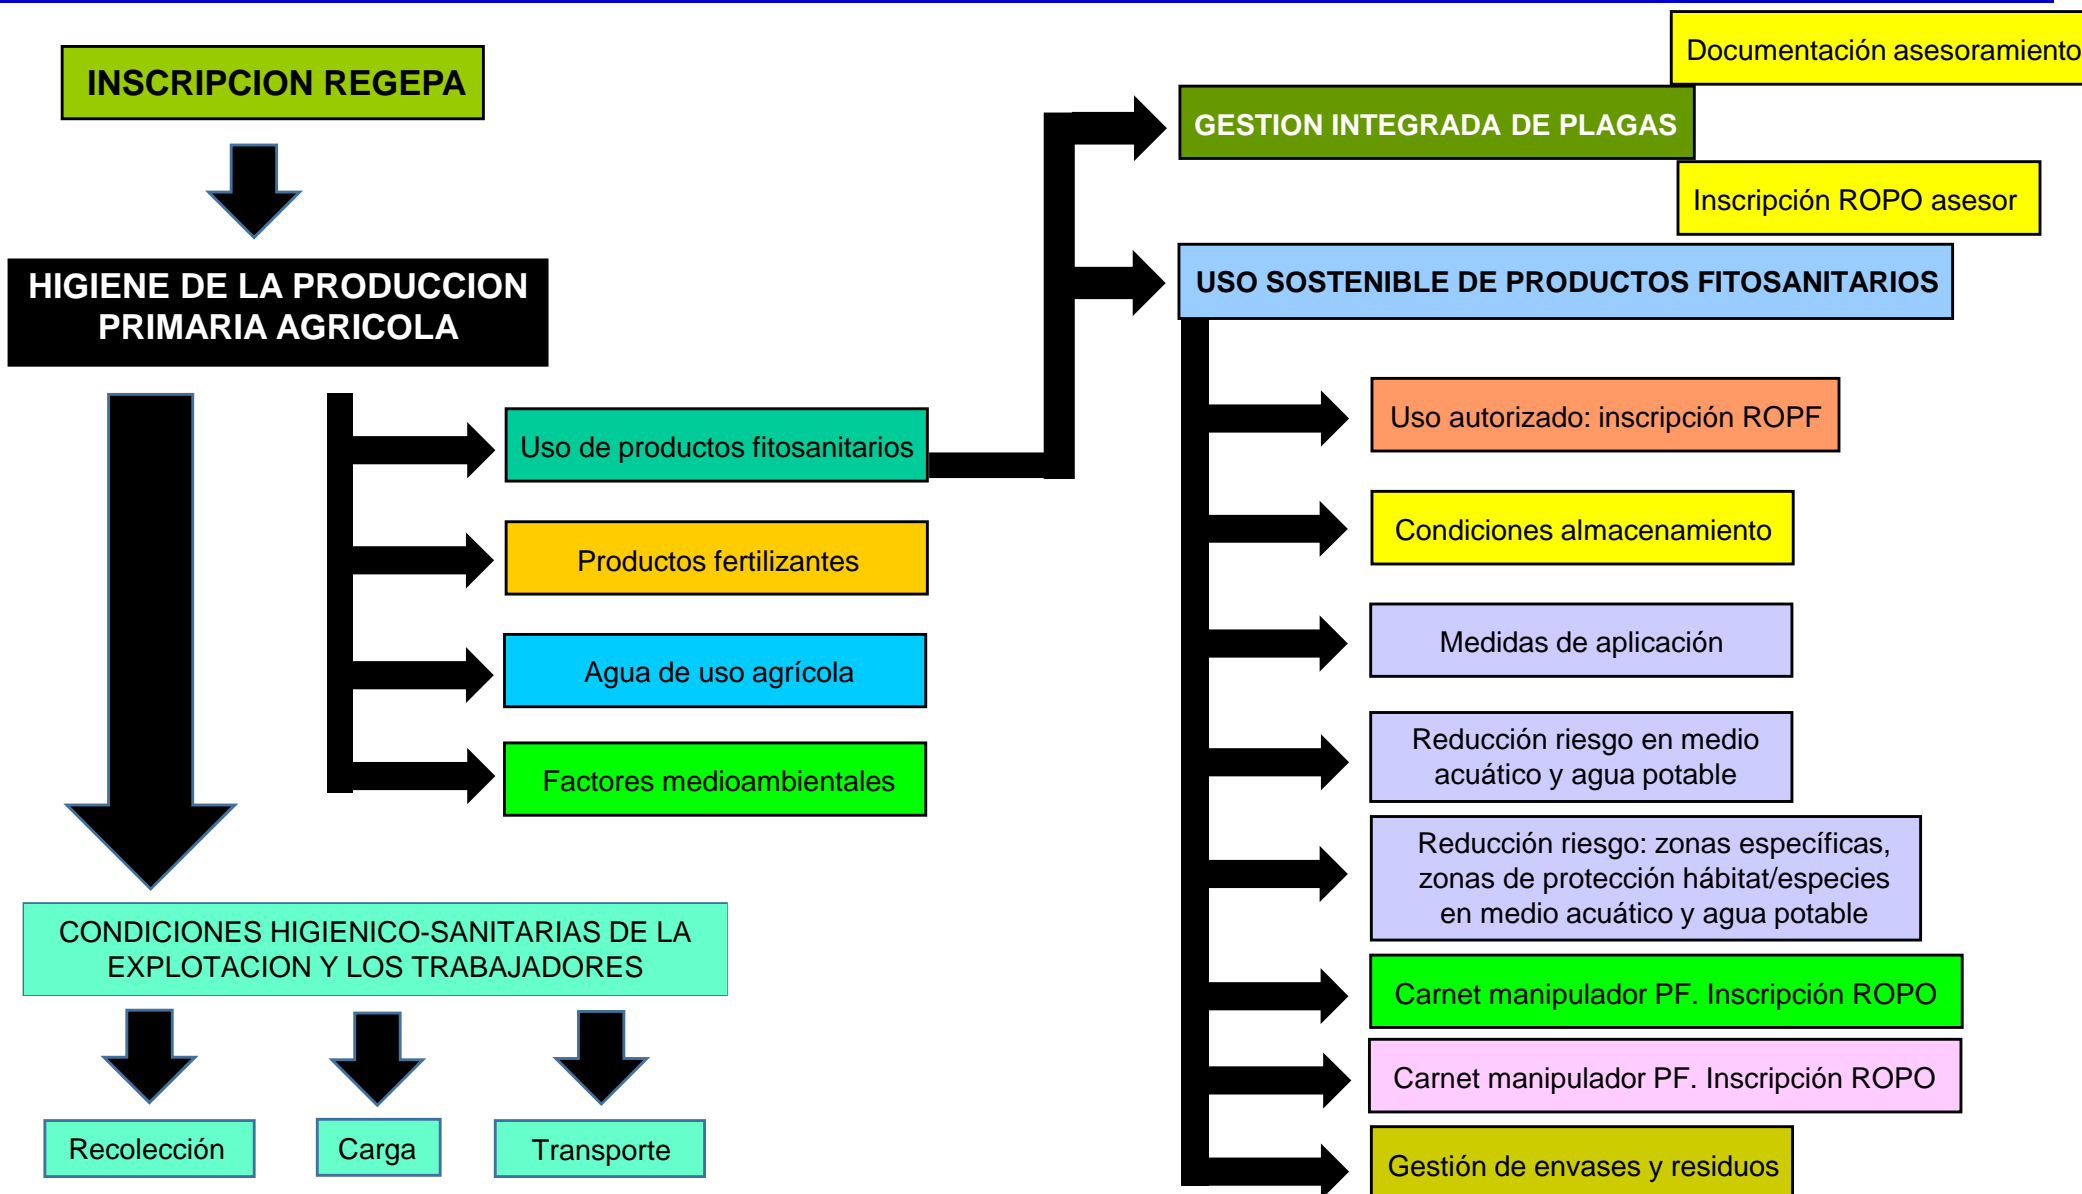 INSCRIPCION REGEPA
HIGIENE DE LA PRODUCCION
PRIMARIA AGRICOLA
Uso de productos fitosanitarios
Productos fertilizantes
Agua de uso agrícola
Factores medioambientales
CONDICIONES HIGIENICO-SANITARIAS DE LA
EXPLOTACION Y LOS TRABAJADORES
Recolección
Carga
Transporte
Documentación asesoramiento
GESTION INTEGRADA DE PLAGAS
Inscripción ROPO asesor
USO SOSTENIBLE DE PRODUCTOS FITOSANITARIOS
Uso autorizado: inscripción ROPF
Condiciones almacenamiento
Medidas de aplicación
Reducción riesgo en medio
acuático y agua potable
Reducción riesgo: zonas específicas,
zonas de protección hábitat/especies
en medio acuático y agua potable
Carnet manipulador PF. Inscripción ROPO
Carnet manipulador PF. Inscripción ROPO
Gestión de envases y residuos